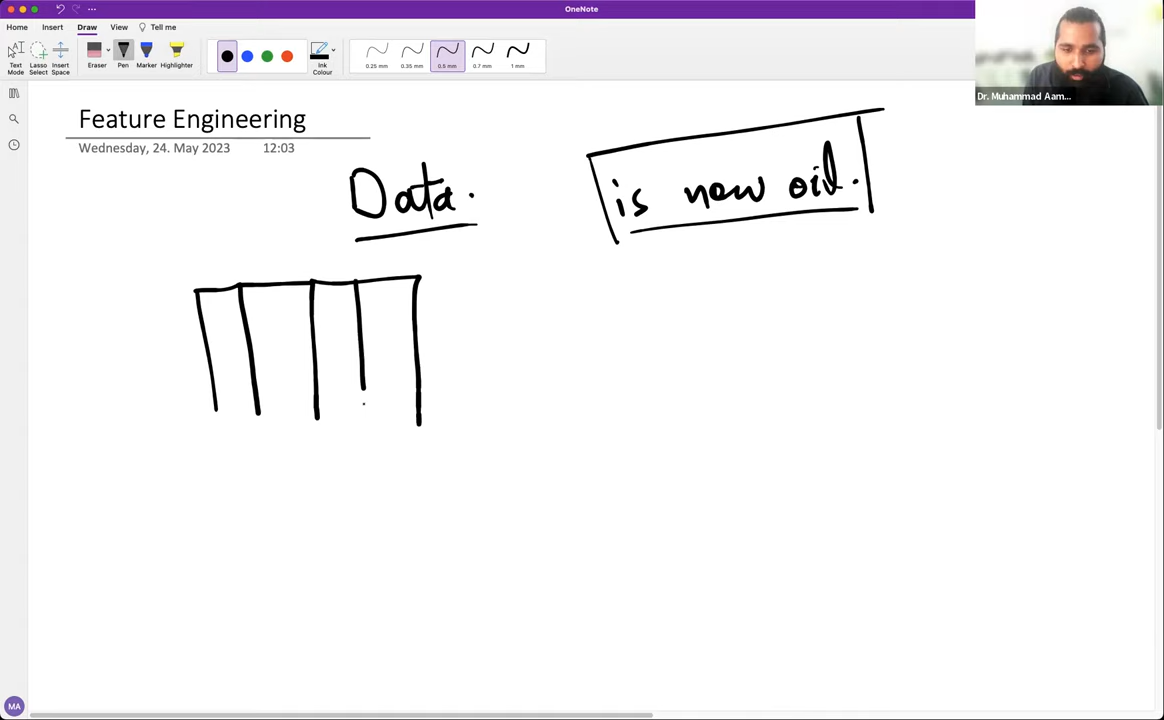 OneNote
Home Insert Draw View Tell me
Text Mode
Lasso Select
Insert Space
Eraser
Pen
Marker
Highlighter
Ink Colour
0.25 mm
0.35 mm
0.5 mm
0.7 mm
1 mm
Dr. Muhammad Aam...
Feature Engineering
Wednesday, 24. May 2023 12:03
Data.
is new oil.
MA